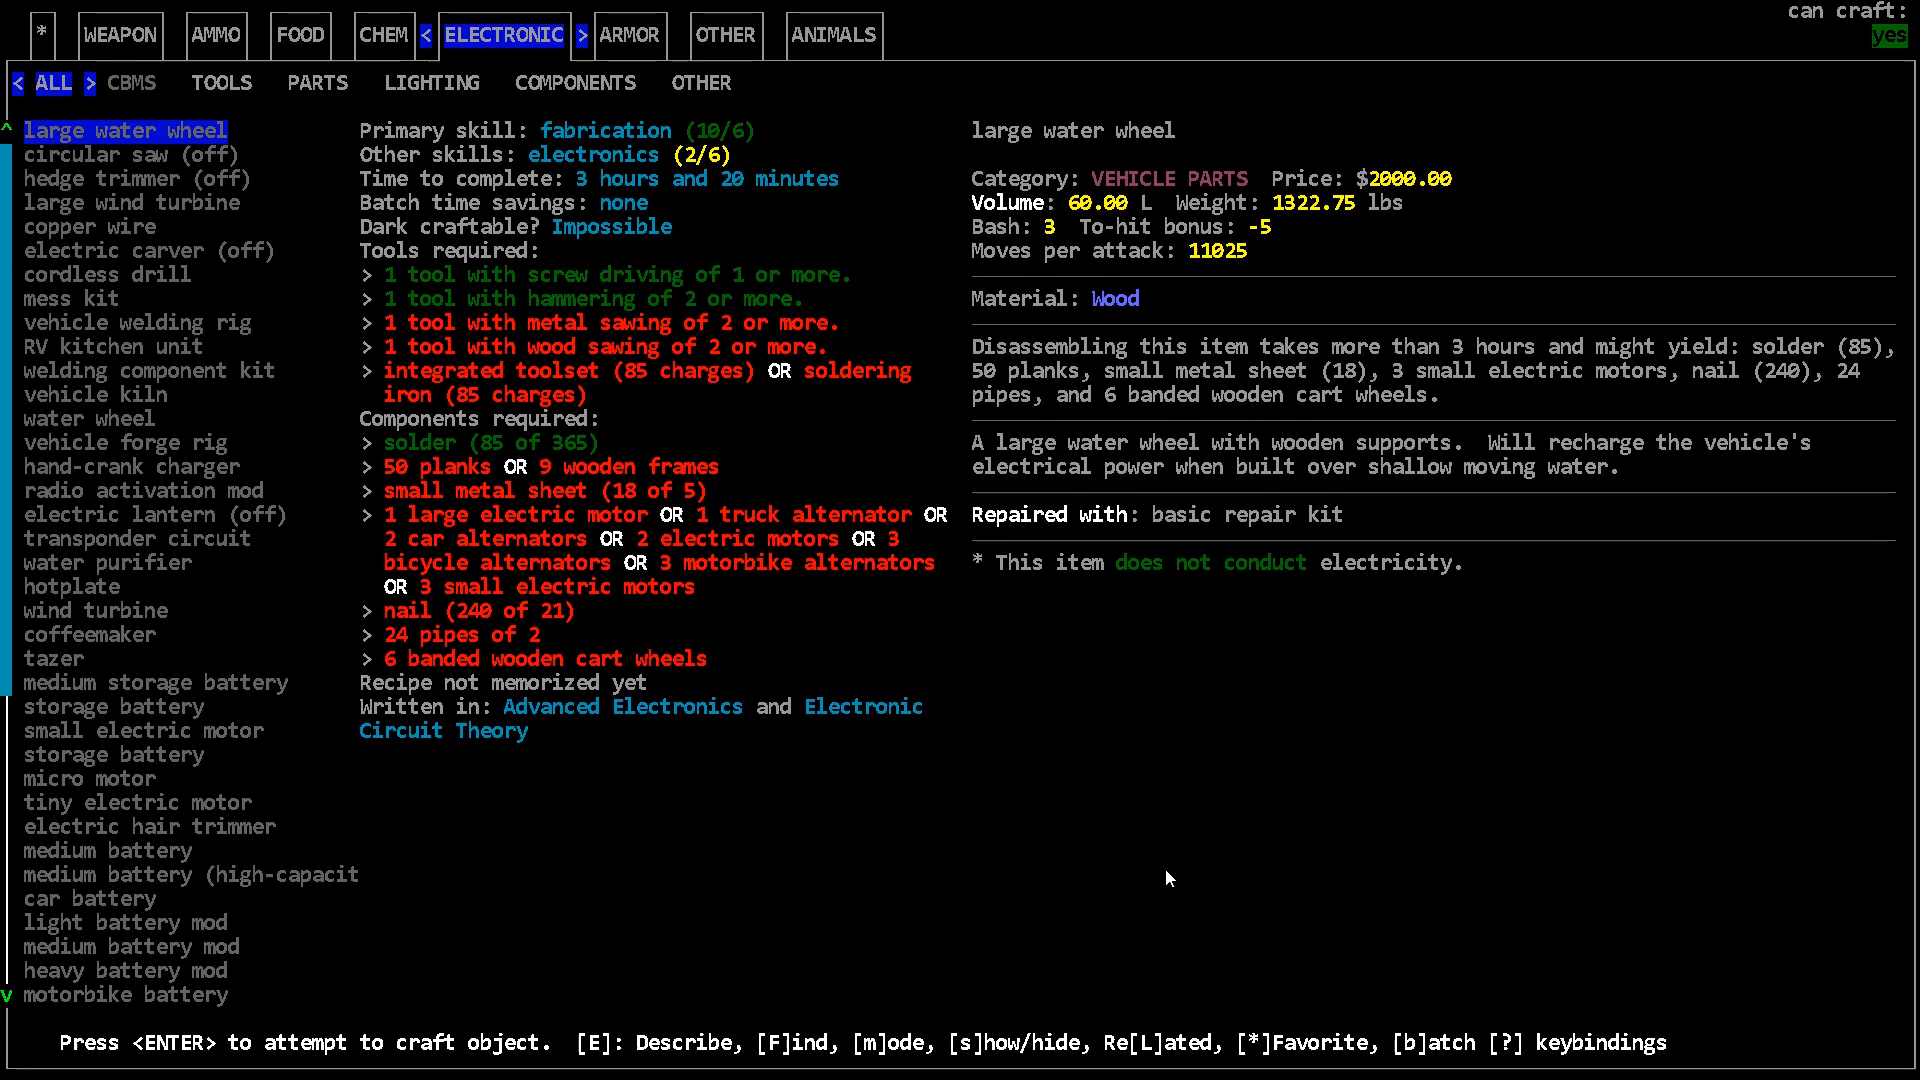 can craft:
* WEAPON AMMO FOOD CHEM < ELECTRONIC > ARMOR OTHER ANIMALS yes
< ALL > CBMS TOOLS PARTS LIGHTING COMPONENTS OTHER
^
large water wheel
circular saw (off)
hedge trimmer (off)
large wind turbine
copper wire
electric carver (off)
cordless drill
mess kit
vehicle welding rig
RV kitchen unit
welding component kit
vehicle kiln
water wheel
vehicle forge rig
hand-crank charger
radio activation mod
electric lantern (off)
transponder circuit
water purifier
hotplate
wind turbine
coffeemaker
tazer
medium storage battery
storage battery
small electric motor
storage battery
micro motor
tiny electric motor
electric hair trimmer
medium battery
medium battery (high-capacit
car battery
light battery mod
medium battery mod
heavy battery mod
v motorbike battery
Primary skill: fabrication (10/6)
Other skills: electronics (2/6)
Time to complete: 3 hours and 20 minutes
Batch time savings: none
Dark craftable? Impossible
Tools required:
> 1 tool with screw driving of 1 or more.
> 1 tool with hammering of 2 or more.
> 1 tool with metal sawing of 2 or more.
> 1 tool with wood sawing of 2 or more.
> integrated toolset (85 charges) OR soldering
iron (85 charges)
Components required:
> solder (85 of 365)
> 50 planks OR 9 wooden frames
> small metal sheet (18 of 5)
> 1 large electric motor OR 1 truck alternator OR
2 car alternators OR 2 electric motors OR 3
bicycle alternators OR 3 motorbike alternators
OR 3 small electric motors
> nail (240 of 21)
> 24 pipes of 2
> 6 banded wooden cart wheels
Recipe not memorized yet
Written in: Advanced Electronics and Electronic
Circuit Theory
large water wheel
Category: VEHICLE PARTS Price: $2000.00
Volume: 60.00 L Weight: 1322.75 lbs
Bash: 3 To-hit bonus: -5
Moves per attack: 11025
Material: Wood
Disassembling this item takes more than 3 hours and might yield: solder (85),
50 planks, small metal sheet (18), 3 small electric motors, nail (240), 24
pipes, and 6 banded wooden cart wheels.
A large water wheel with wooden supports. Will recharge the vehicle's
electrical power when built over shallow moving water.
Repaired with: basic repair kit
* This item does not conduct electricity.
Press <ENTER> to attempt to craft object. [E]: Describe, [F]ind, [m]ode, [s]how/hide, Re[L]ated, [*]Favorite, [b]atch [?] keybindings